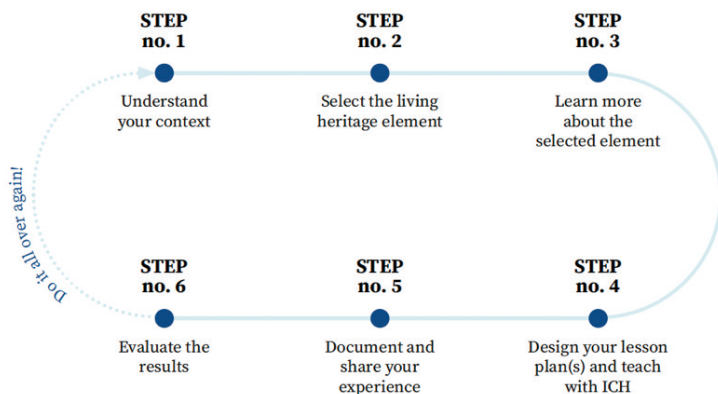 STEP
no. 1
Understand
your context
STEP
no. 2
Select the living
heritage element
STEP
no. 3
Learn more
about the
selected element
STEP
no. 4
Design your lesson
plan(s) and teach
with ICH
STEP
no. 5
Document and
share your
experience
STEP
no. 6
Evaluate the
results
Do it all over again!